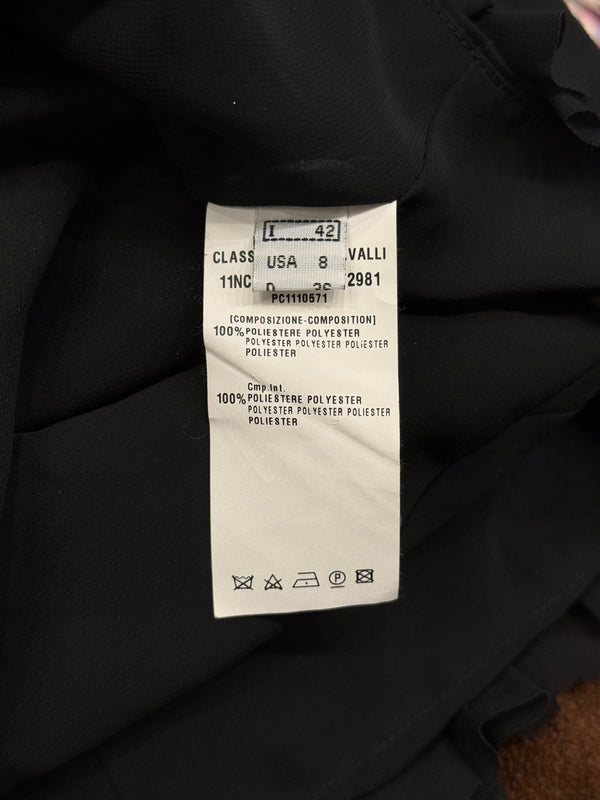 I 42
USA 8
CLASS VALLI
11NC 2981
PC1110571
[COMPOSIZIONE-COMPOSITION]
100% POLIESTERE POLYESTER
POLYESTER POLYESTER POLIÉSTER
POLIESTER
Cmp.Int.
100% POLIESTERE POLYESTER
POLYESTER POLYESTER POLIESTER
POLIESTER
P